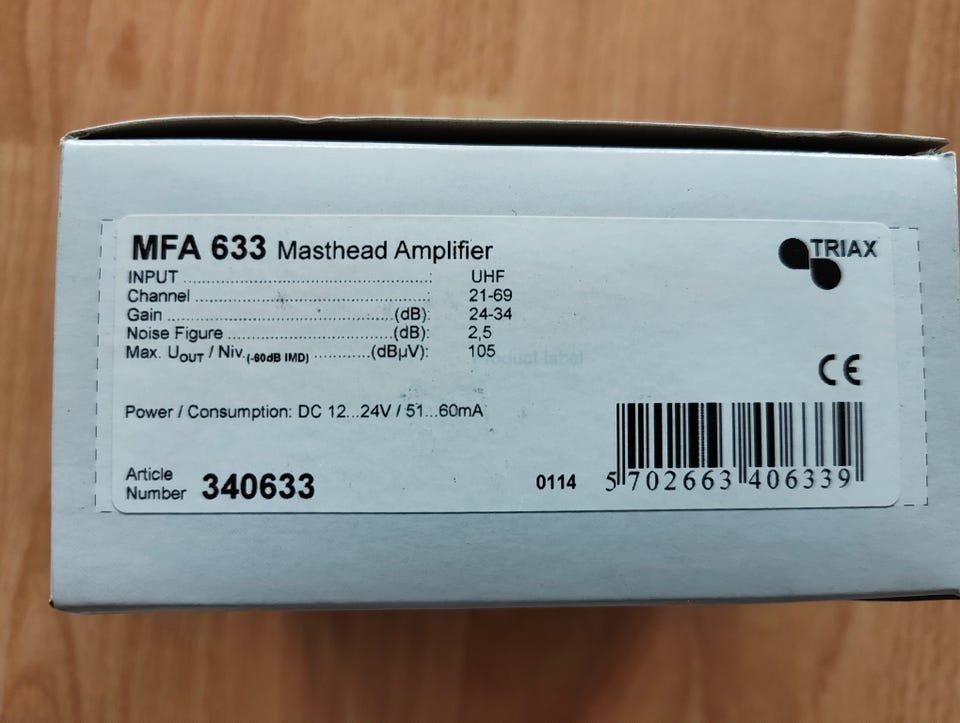 MFA 633 Masthead Amplifier
TRIAX
INPUT ........................................: UHF
Channel ........................................: 21-69
Gain ........................................(dB): 24-34
Noise Figure ............................(dB): 2,5
Max. UOUT / Niv.(-60dB IMD) ..............(dBµV): 105
Product label
CE
Power / Consumption: DC 12...24V / 51...60mA
Article
Number 340633
0114
5 702663 406339